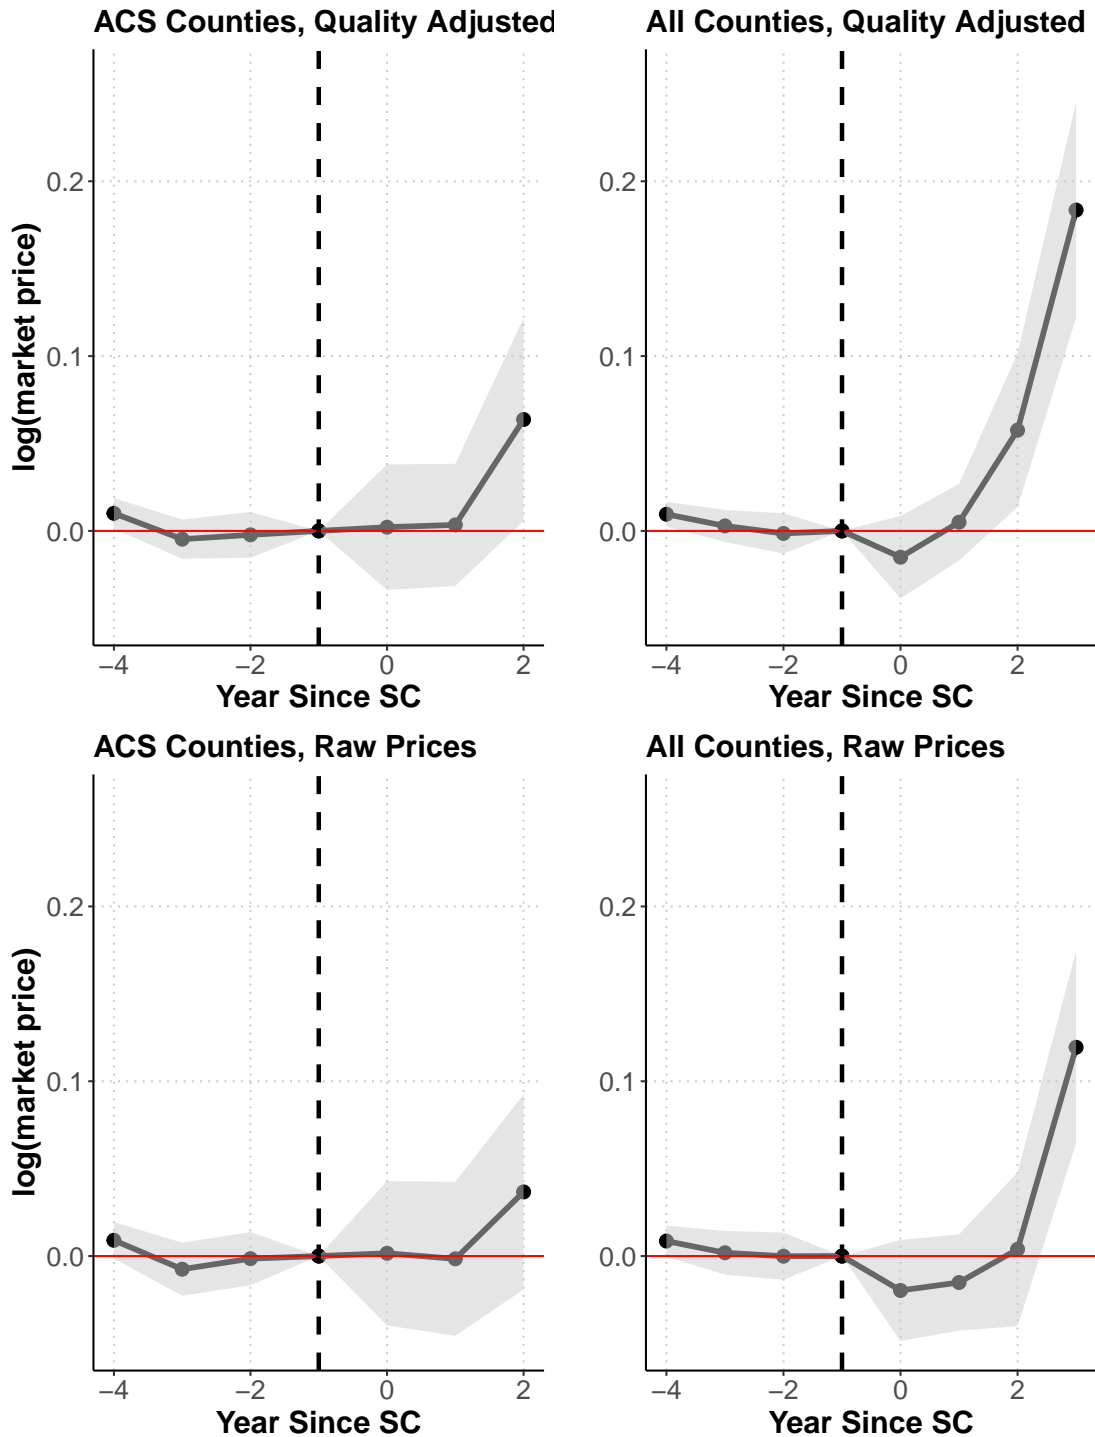 ACS Counties, Quality Adjusted
log(market price)
0.2
0.1
0.0
−4
−2
0
2
Year Since SC
All Counties, Quality Adjusted
0.2
0.1
0.0
−4
−2
0
2
Year Since SC
ACS Counties, Raw Prices
log(market price)
0.2
0.1
0.0
−4
−2
0
2
Year Since SC
All Counties, Raw Prices
0.2
0.1
0.0
−4
−2
0
2
Year Since SC